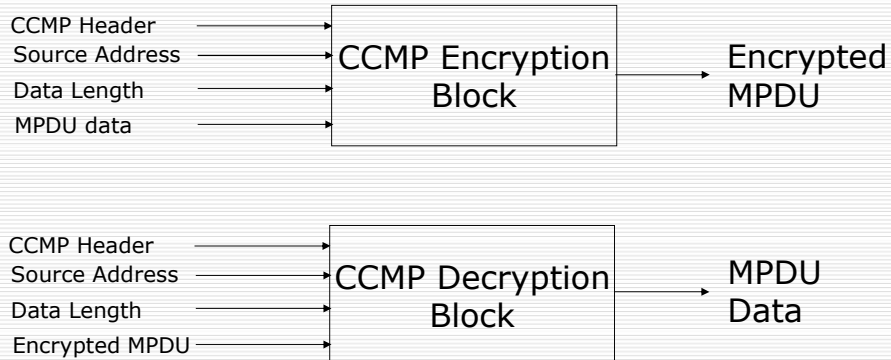 CCMP Header
Source Address
Data Length
MPDU data
CCMP Encryption
Block
Encrypted
MPDU
CCMP Header
Source Address
Data Length
Encrypted MPDU
CCMP Decryption
Block
MPDU
Data